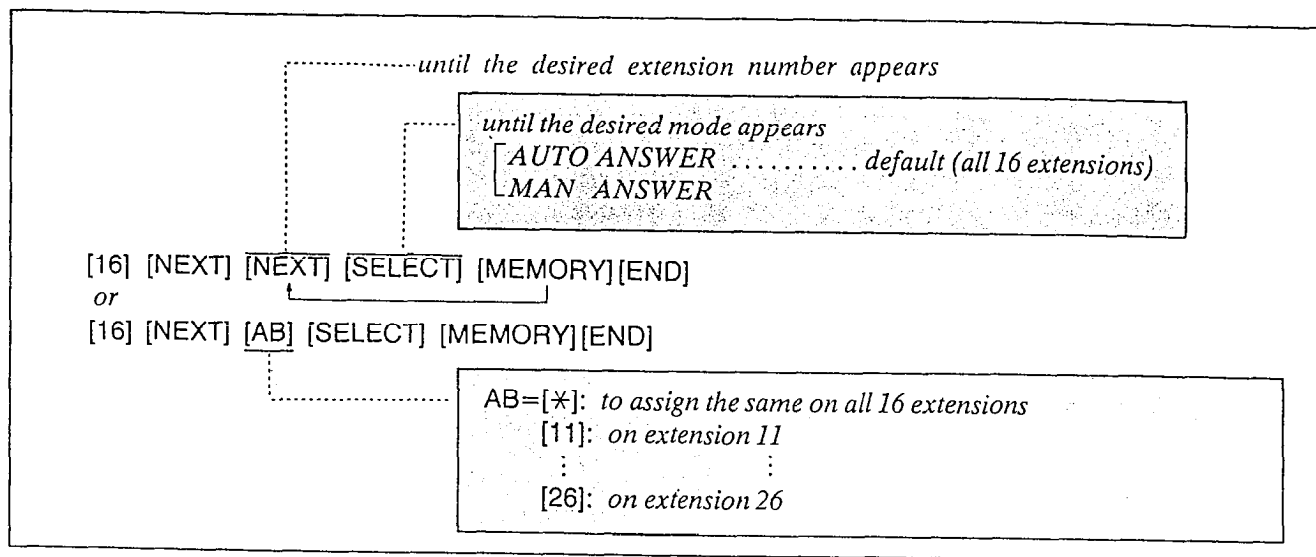 until the desired extension number appears
until the desired mode appears
AUTO ANSWER .......... default (all 16 extensions)
MAN ANSWER
[16] [NEXT] [NEXT] [SELECT] [MEMORY] [END]
or
[16] [NEXT] [AB] [SELECT] [MEMORY] [END]
AB=[*]: to assign the same on all 16 extensions
[11]: on extension 11
: :
[26]: on extension 26